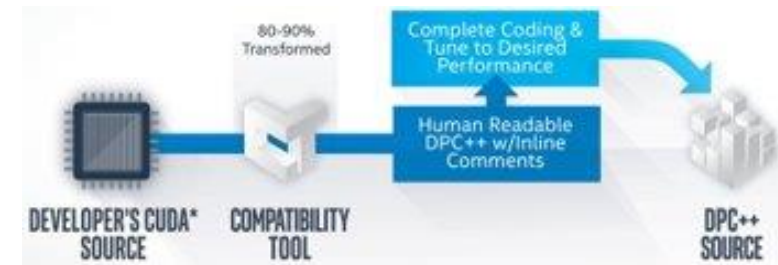 80-90%
Transformed
Complete Coding &
Tune to Desired
Performance
Human Readable
DPC++ w/Inline
Comments
DEVELOPER'S CUDA*
SOURCE
COMPATIBILITY
TOOL
DPC++
SOURCE